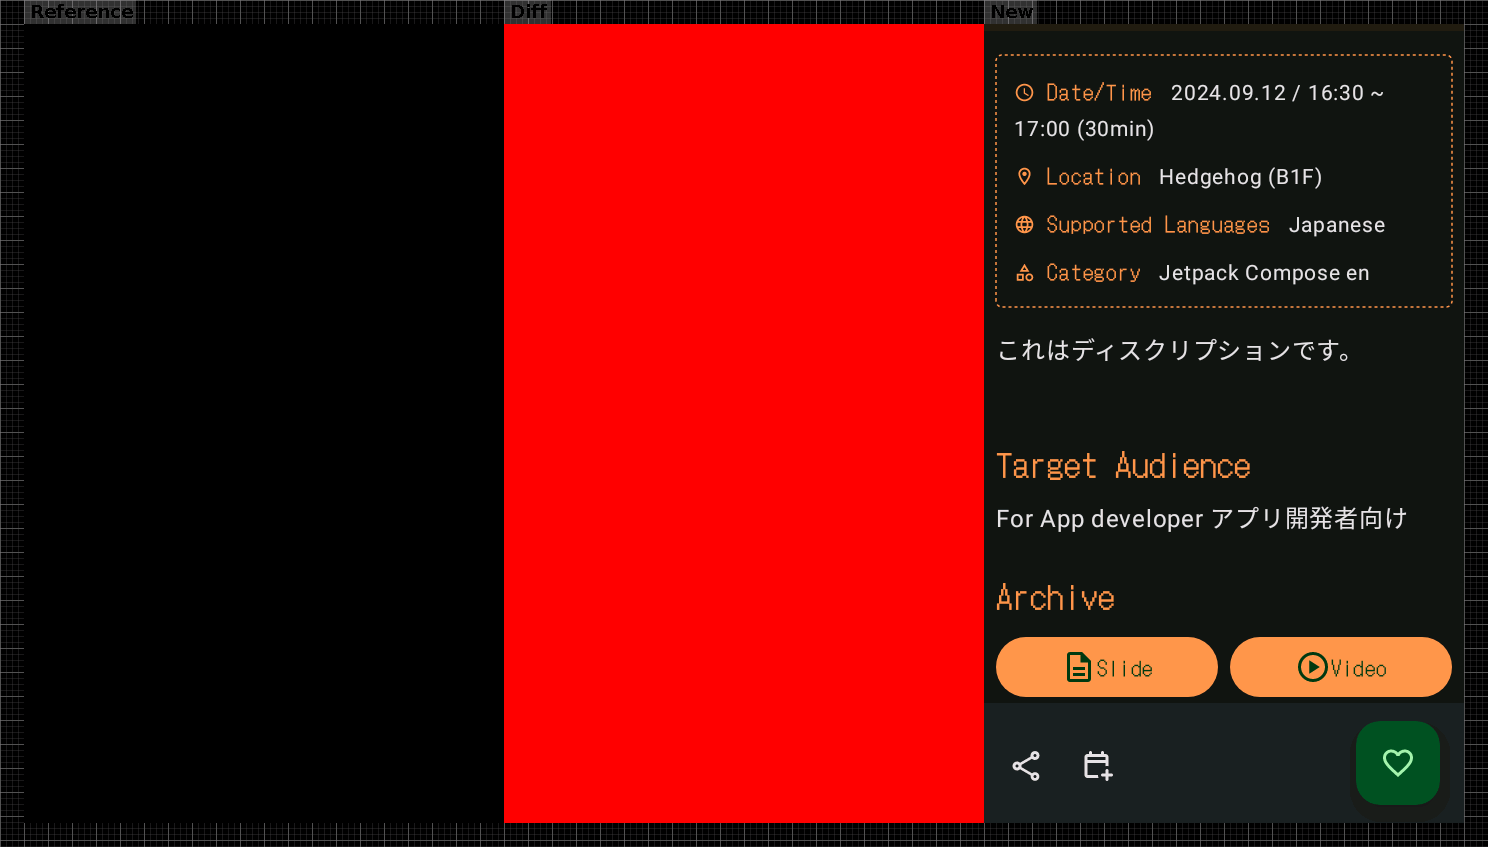 Reference
Diff
New
Date/Time 2024.09.12 / 16:30 ~
17:00 (30min)
Location Hedgehog (B1F)
Supported Languages Japanese
Category Jetpack Compose en
これはディスクリプションです。
Target Audience
For App developer アプリ開発者向け
Archive
Slide
Video